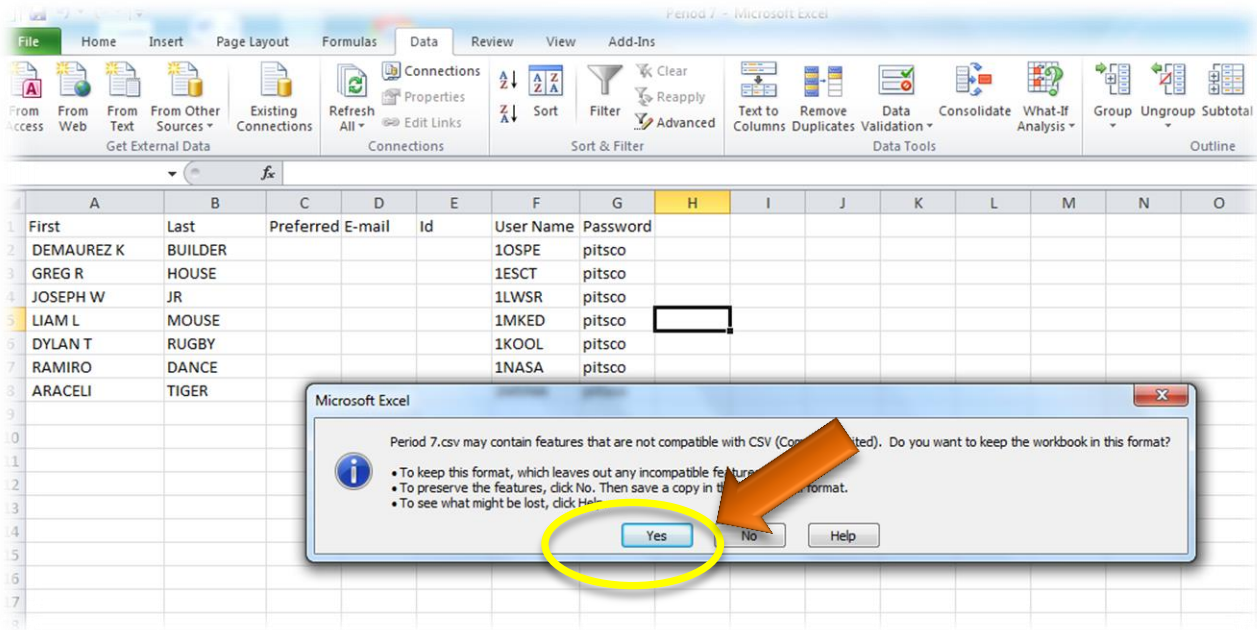 Period 7 - Microsoft Excel
File Home Insert Page Layout Formulas Data Review View Add-Ins
From Access From Web From Text From Other Sources Existing Connections Refresh All Connections Properties Edit Links Sort Filter Clear Reapply Advanced Text to Columns Remove Duplicates Data Validation Consolidate What-If Analysis Group Ungroup Subtotal
Get External Data Connections Sort & Filter Data Tools Outline
fx
A B C D E F G H I J K L M N O
1 First Last Preferred E-mail Id User Name Password
2 DEMAUREZ K BUILDER 1OSPE pitsco
3 GREG R HOUSE 1ESCT pitsco
4 JOSEPH W JR 1LWSR pitsco
5 LIAM L MOUSE 1MKED pitsco
6 DYLAN T RUGBY 1KOOL pitsco
7 RAMIRO DANCE 1NASA pitsco
8 ARACELI TIGER
9
10
11
12
13
14
15
16
17
18
Microsoft Excel
Period 7.csv may contain features that are not compatible with CSV (Com ited). Do you want to keep the workbook in this format?
• To keep this format, which leaves out any incompatible
• To preserve the features, click No. Then save a copy in format.
• To see what might be lost, click Help
Yes No Help